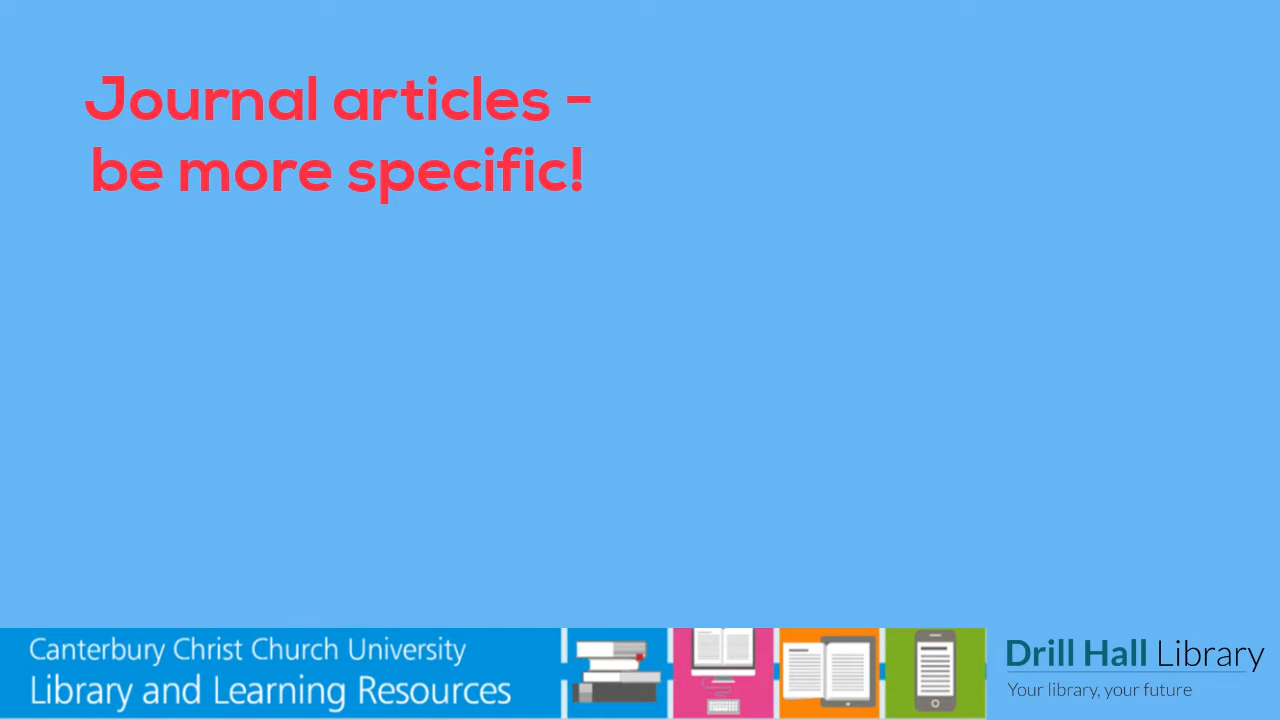 Journal articles -
be more specific!
Canterbury Christ Church University
Library and Learning Resources
Drill Hall Library
Your library, your future